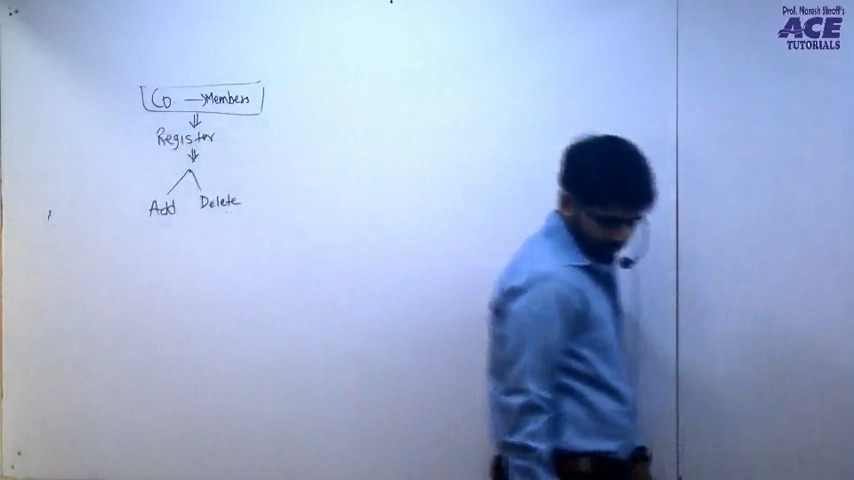 Prof. Naresh Shroff's
ACE
TUTORIALS
Co. → Members
Register
Add Delete